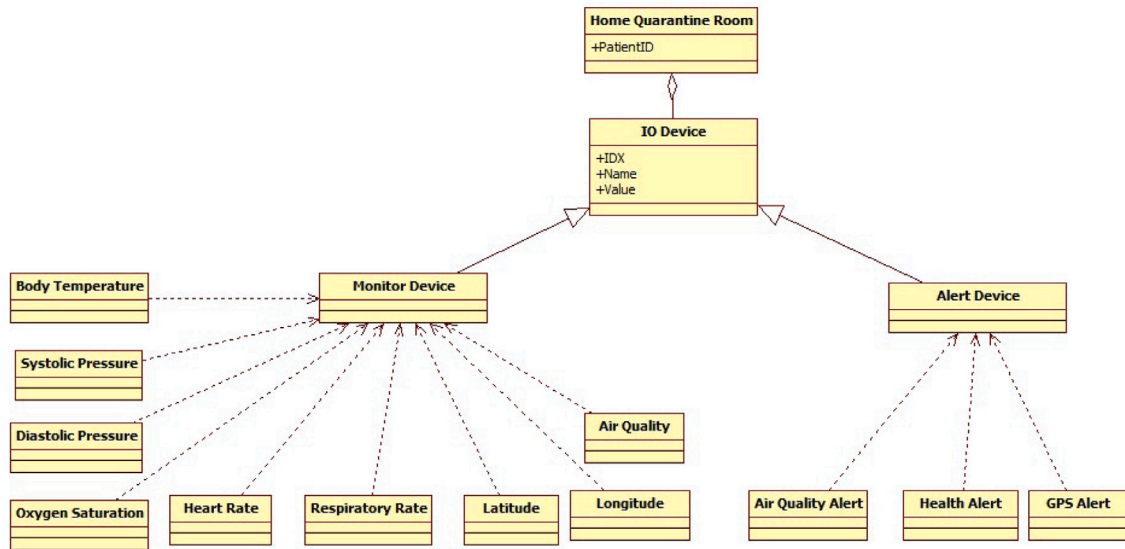 Home Quarantine Room
+PatientID
IO Device
+IDX
+Name
+Value
Body Temperature
Monitor Device
Alert Device
Systolic Pressure
Diastolic Pressure
Air Quality
Oxygen Saturation
Heart Rate
Respiratory Rate
Latitude
Longitude
Air Quality Alert
Health Alert
GPS Alert